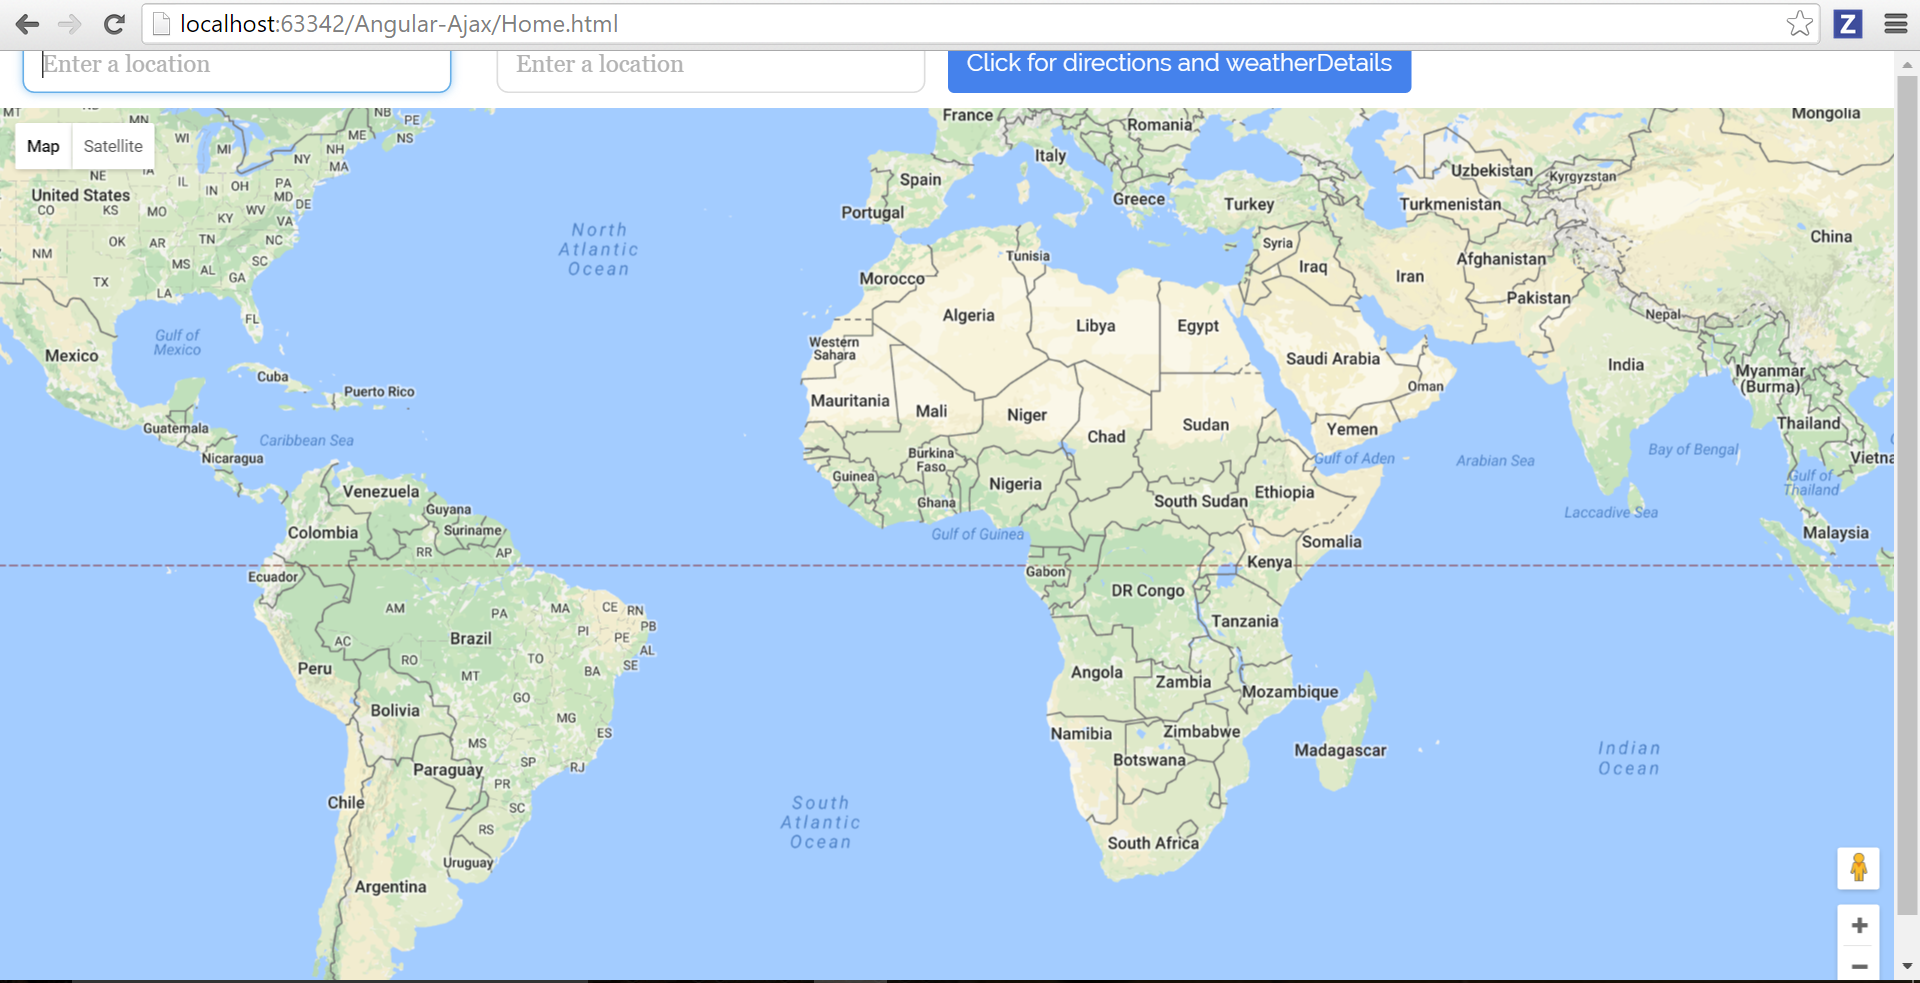 localhost:63342/Angular-Ajax/Home.html
Z
Enter a location
Enter a location
Click for directions and weatherDetails
Map
Satellite
MT
MN
WI
MI
NB
PE
ME
NS
NH
NY
MA
NE
IA
IL
IN
OH
PA
MD
DE
United States
CO
KS
MO
KY
WV
VA
OK
AR
TN
NC
NM
MS
AL
GA
SC
TX
LA
FL
Gulf of
Mexico
Mexico
Cuba
Puerto Rico
Guatemala
Caribbean Sea
Nicaragua
North
Atlantic
Ocean
France
Romania
Italy
Spain
Portugal
Greece
Turkey
Mongolia
Uzbekistan
Kyrgyzstan
Turkmenistan
China
Syria
Iraq
Iran
Afghanistan
Pakistan
Nepal
Tunisia
Morocco
Algeria
Libya
Egypt
Western
Sahara
Saudi Arabia
India
Myanmar
(Burma)
Oman
Mauritania
Mali
Niger
Chad
Sudan
Yemen
Thailand
Burkina
Faso
Gulf of Aden
Arabian Sea
Bay of Bengal
Vietna
Guinea
Nigeria
Ethiopia
Gulf of
Thailand
Ghana
South Sudan
Laccadive Sea
Gulf of Guinea
Somalia
Malaysia
Venezuela
Guyana
Colombia
Suriname
RR
AP
Ecuador
Gabon
Kenya
DR Congo
AM
PA
MA
CE
RN
PB
Tanzania
AC
Brazil
PI
PE
AL
SE
Peru
RO
MT
TO
BA
Angola
Zambia
Mozambique
Bolivia
GO
MG
ES
Namibia
Zimbabwe
Madagascar
Botswana
Indian
Ocean
MS
SP
RJ
Paraguay
PR
Chile
SC
South
Atlantic
Ocean
RS
Uruguay
South Africa
Argentina
+
−